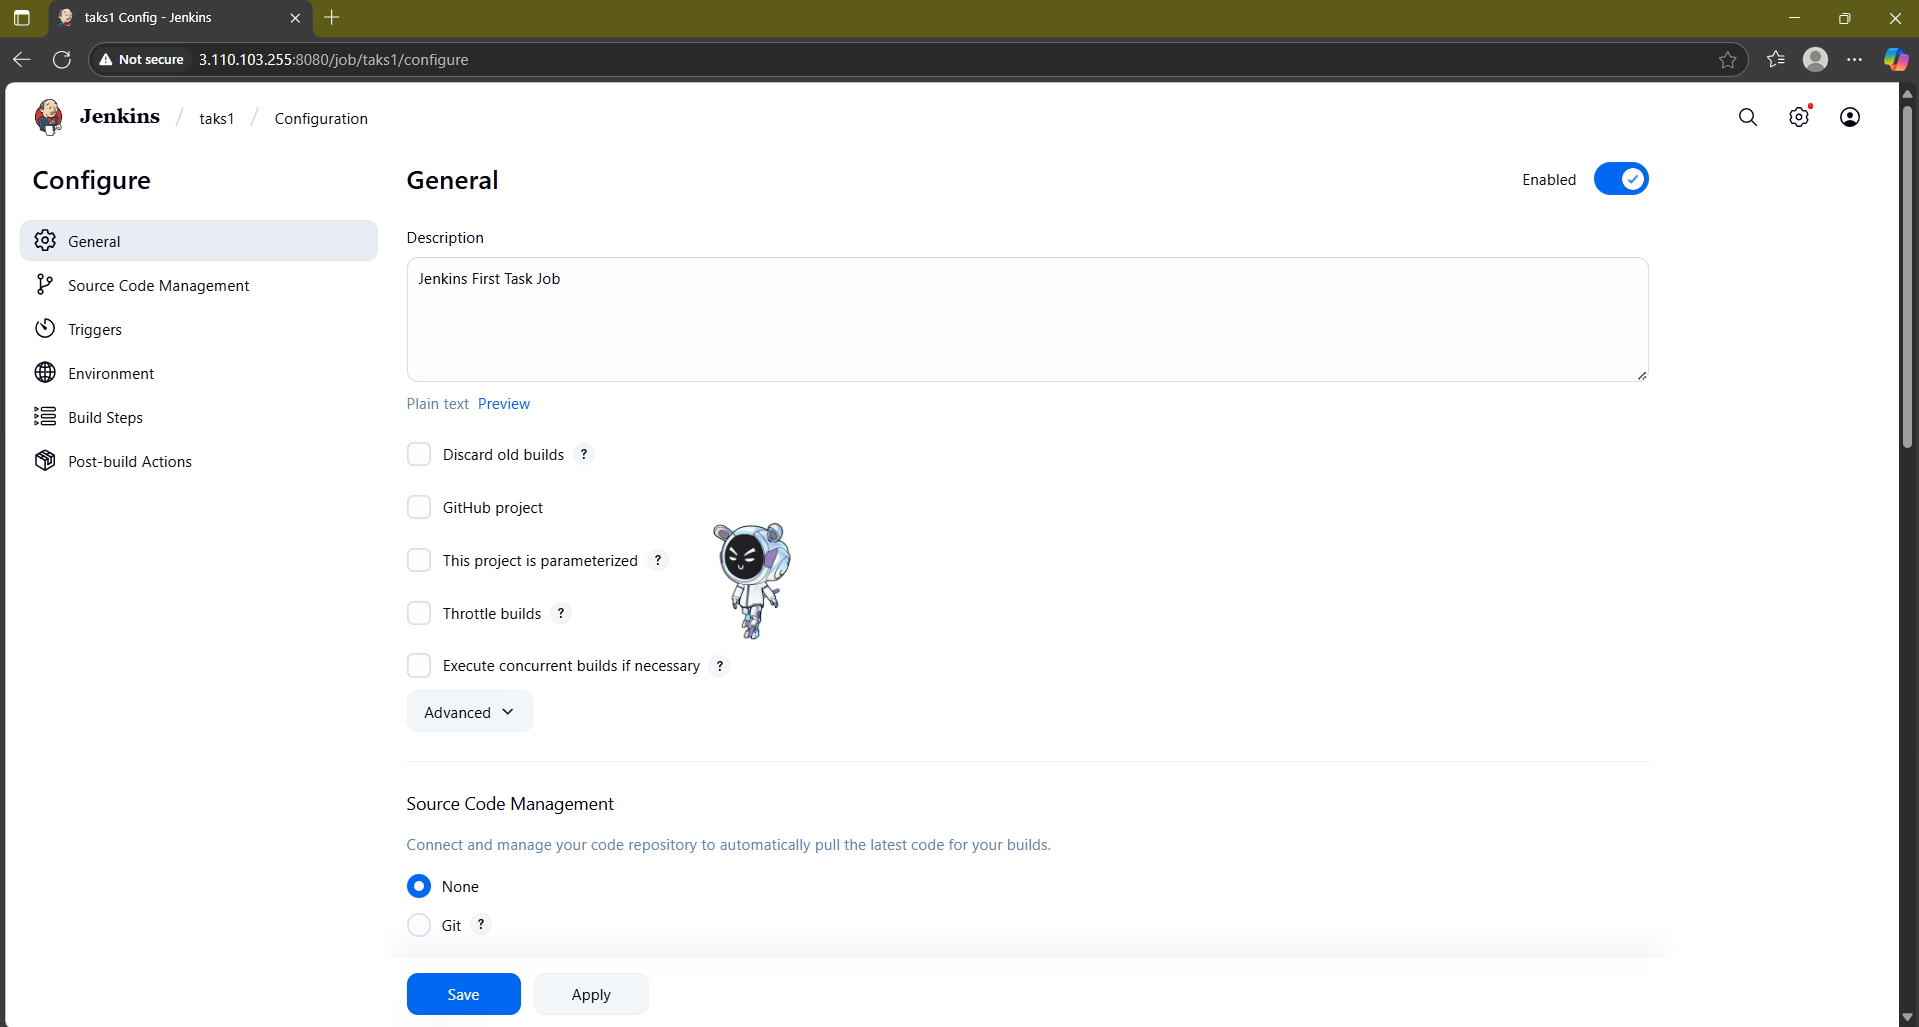 taks1 Config - Jenkins
Not secure 3.110.103.255:8080/job/taks1/configure
Jenkins / taks1 / Configuration
Configure
General
Source Code Management
Triggers
Environment
Build Steps
Post-build Actions
General
Enabled
Description
Jenkins First Task Job
Plain text Preview
Discard old builds ?
GitHub project
This project is parameterized ?
Throttle builds ?
Execute concurrent builds if necessary ?
Advanced
Source Code Management
Connect and manage your code repository to automatically pull the latest code for your builds.
None
Git ?
Save Apply